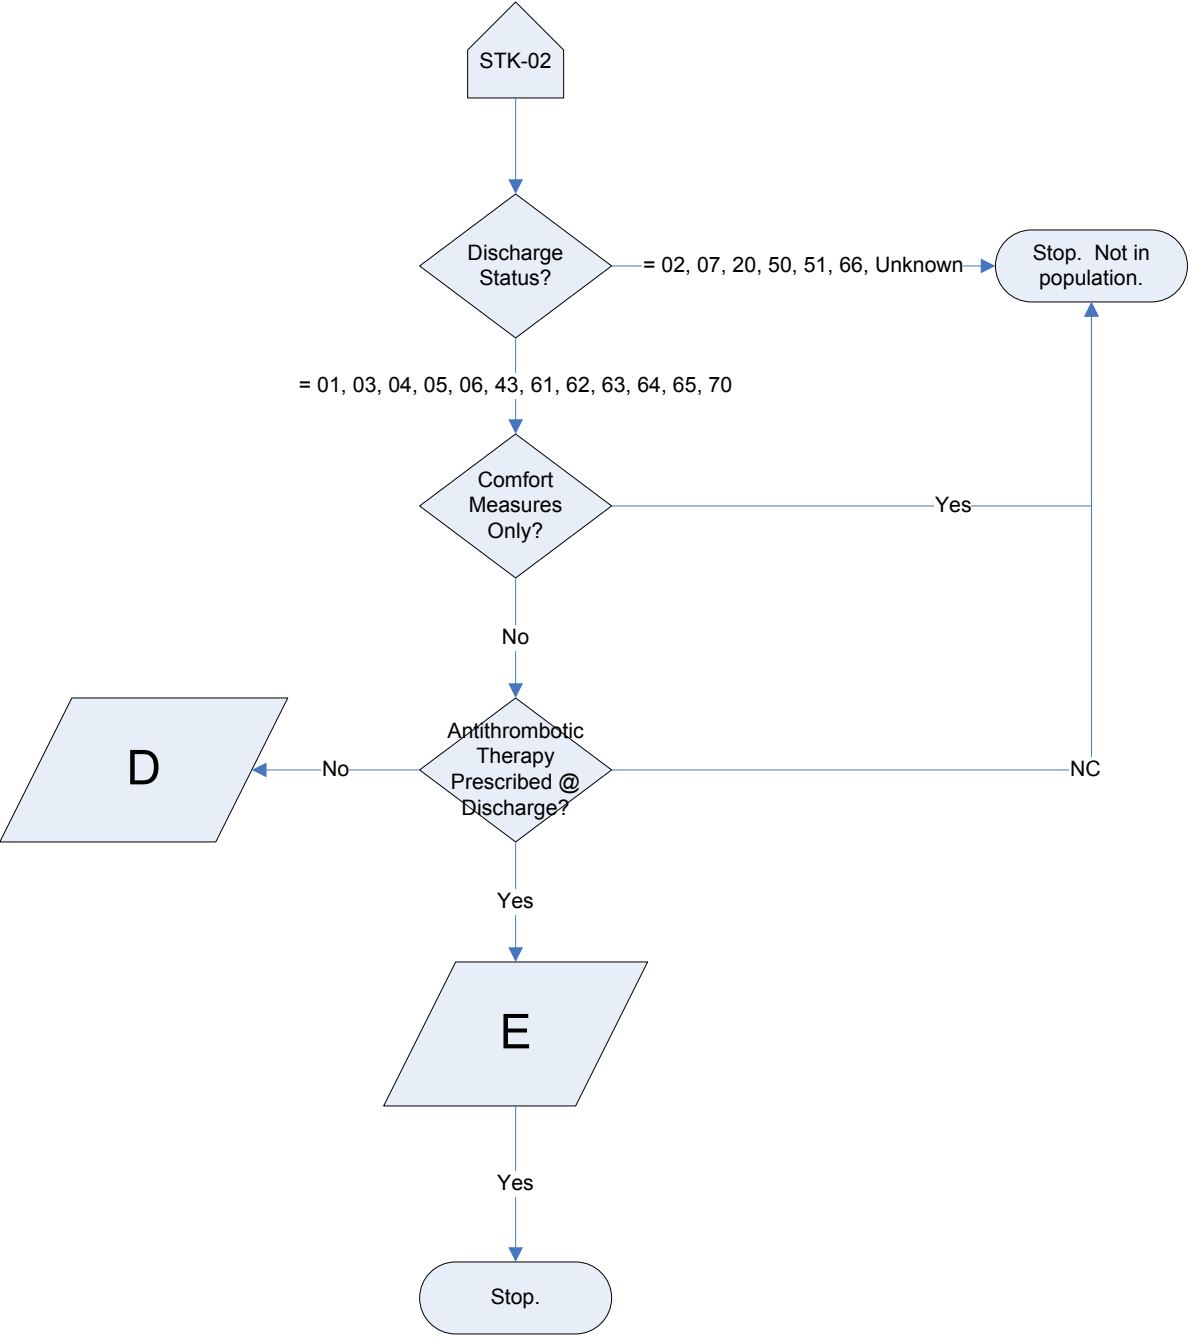 STK-02
Discharge
Status?
= 02, 07, 20, 50, 51, 66, Unknown
Stop.  Not in
population.
= 01, 03, 04, 05, 06, 43, 61, 62, 63, 64, 65, 70
Comfort
Measures
Only?
Yes
No
Antithrombotic
Therapy
Prescribed @
Discharge?
D
No
NC
Yes
E
Yes
Stop.